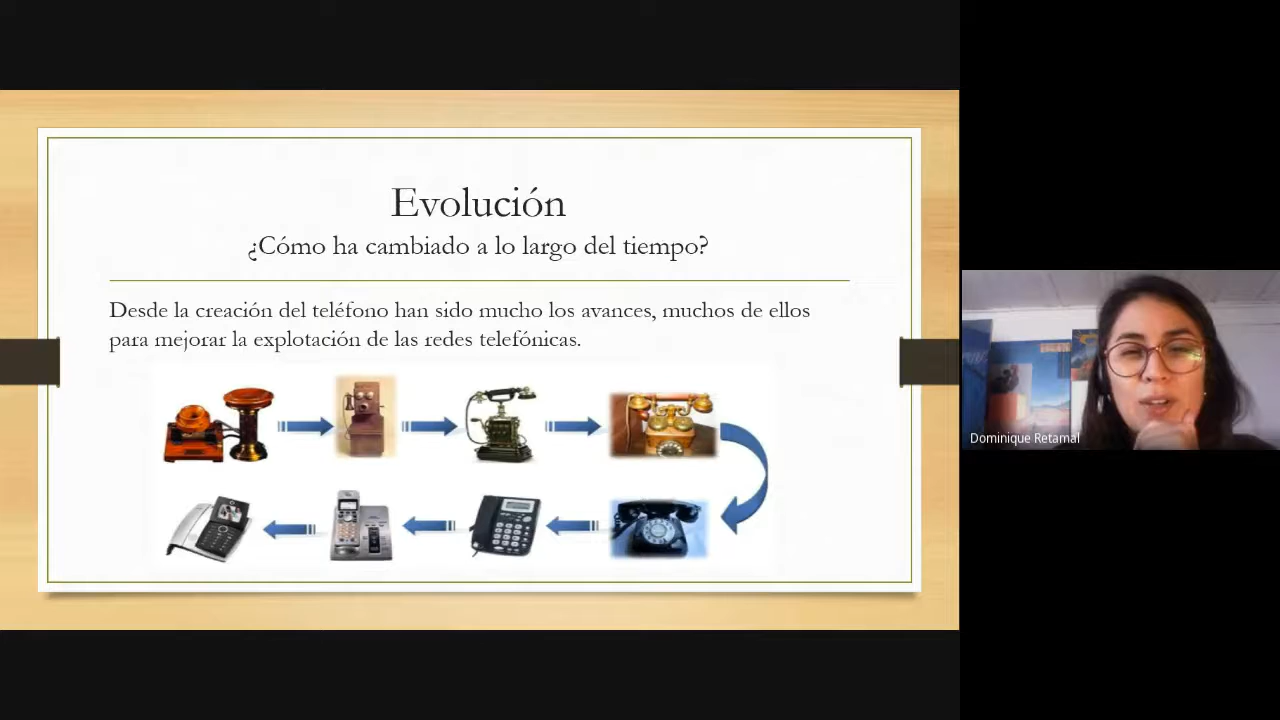 Evolución
¿Cómo ha cambiado a lo largo del tiempo?
Desde la creación del teléfono han sido mucho los avances, muchos de ellos
para mejorar la explotación de las redes telefónicas.
Dominique Retamal